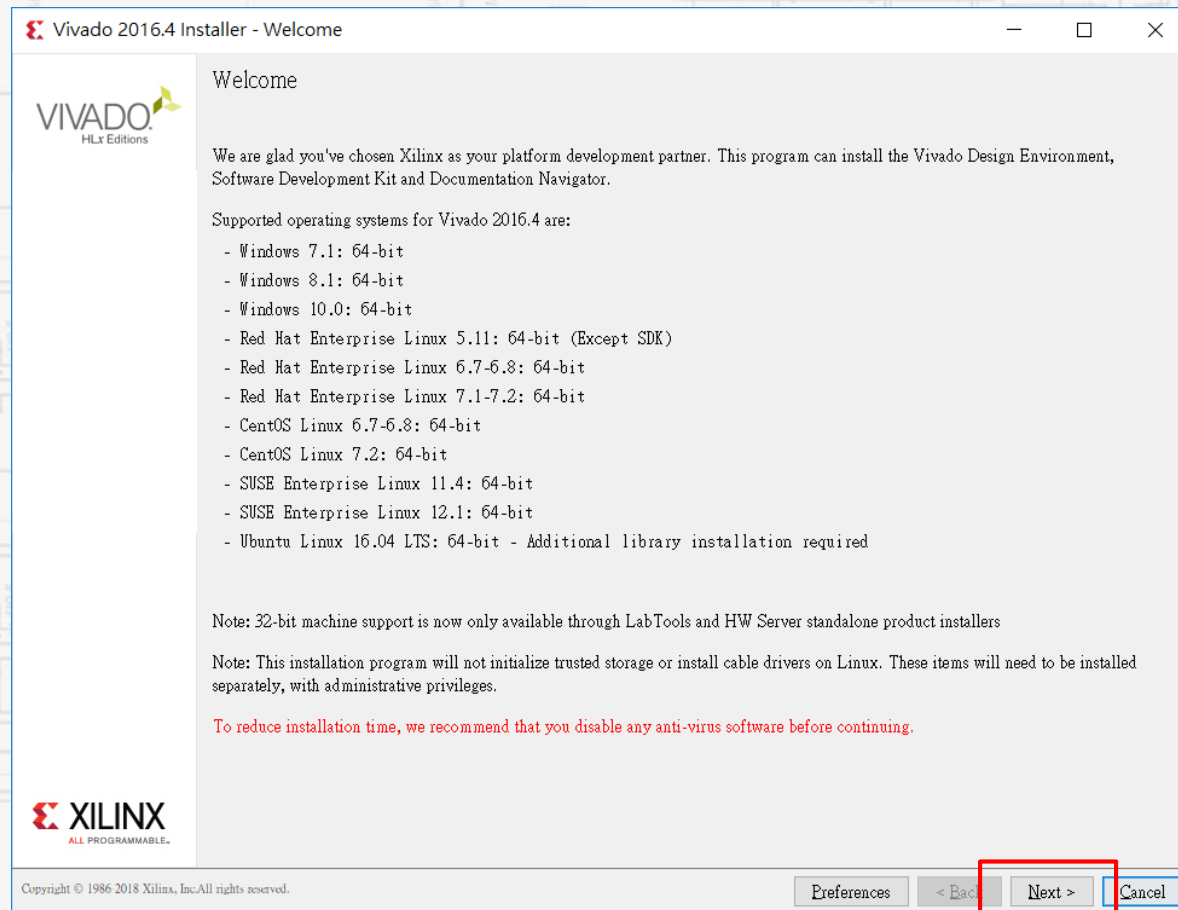 Vivado 2016.4 Installer - Welcome
VIVADO.
HLx Editions
Welcome
We are glad you've chosen Xilinx as your platform development partner. This program can install the Vivado Design Environment,
Software Development Kit and Documentation Navigator.
Supported operating systems for Vivado 2016.4 are:
- Windows 7.1: 64-bit
- Windows 8.1: 64-bit
- Windows 10.0: 64-bit
- Red Hat Enterprise Linux 5.11: 64-bit (Except SDK)
- Red Hat Enterprise Linux 6.7-6.8: 64-bit
- Red Hat Enterprise Linux 7.1-7.2: 64-bit
- CentOS Linux 6.7-6.8: 64-bit
- CentOS Linux 7.2: 64-bit
- SUSE Enterprise Linux 11.4: 64-bit
- SUSE Enterprise Linux 12.1: 64-bit
- Ubuntu Linux 16.04 LTS: 64-bit - Additional library installation required
Note: 32-bit machine support is now only available through LabTools and HW Server standalone product installers
Note: This installation program will not initialize trusted storage or install cable drivers on Linux. These items will need to be installed
separately, with administrative privileges.
To reduce installation time, we recommend that you disable any anti-virus software before continuing.
XILINX
ALL PROGRAMMABLE.
Copyright © 1986-2018 Xilinx, Inc.All rights reserved.
Preferences < Back Next > Cancel